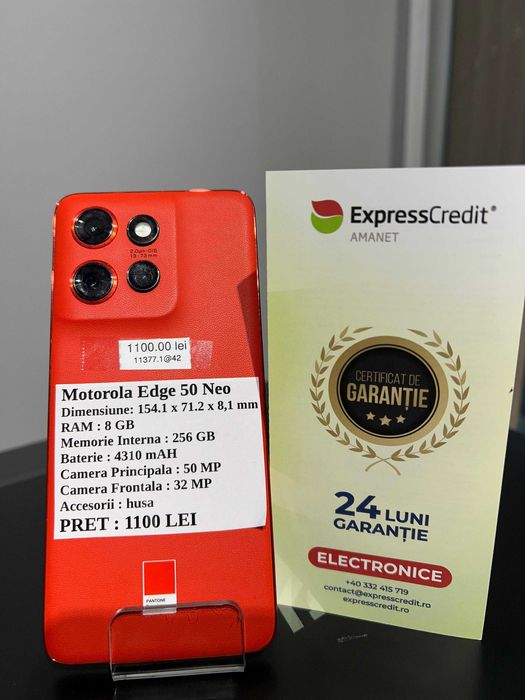 2.0µm-OIS
13-73 mm
1100.00 lei
11377.1@42
Motorola Edge 50 Neo
Dimensiune: 154.1 x 71.2 x 8,1 mm
RAM : 8 GB
Memorie Interna : 256 GB
Baterie : 4310 mAH
Camera Principala : 50 MP
Camera Frontala : 32 MP
Accesorii : husa
PRET : 1100 LEI
PANTONE
ExpressCredit®
AMANET
CERTIFICAT DE
GARANȚIE
24 LUNI
GARANȚIE
ELECTRONICE
+40 332 415 719
contact@expresscredit.ro
expresscredit.ro